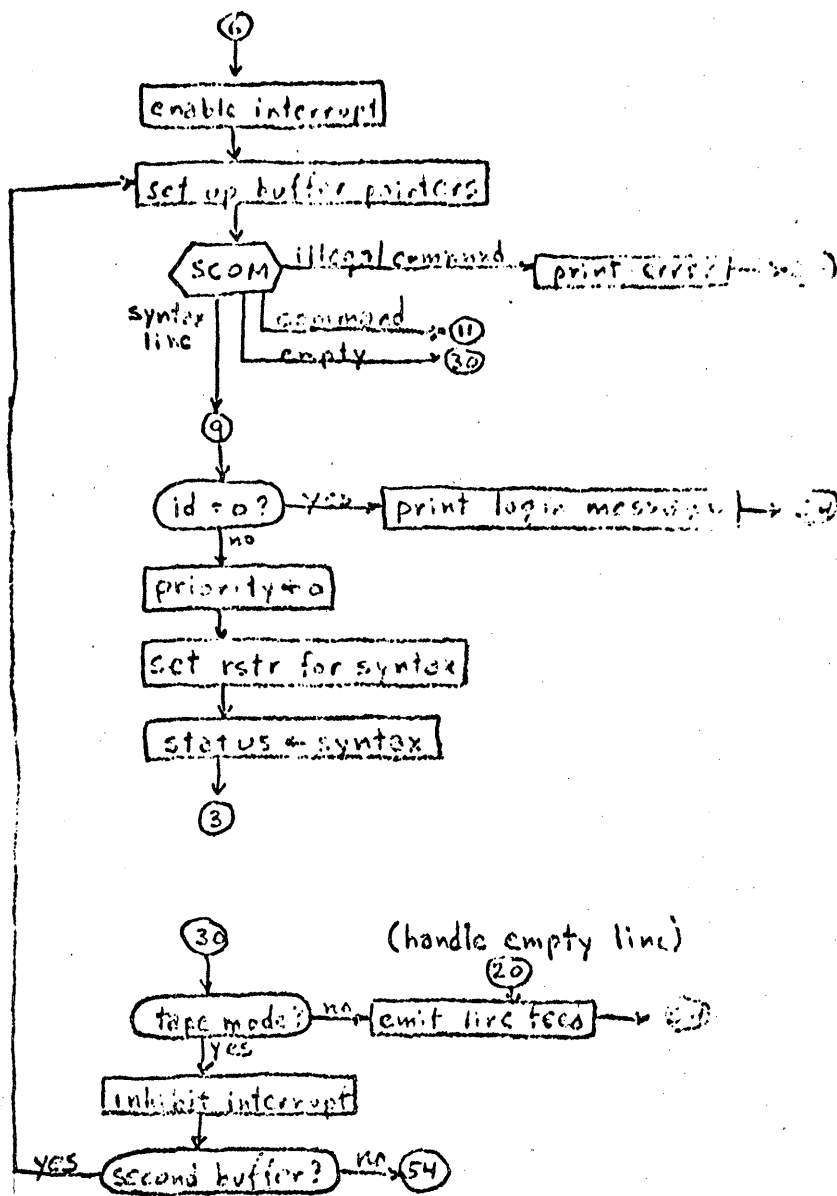 6
enable interrupt
set up buffer pointers
SCOM
illegal command
print error
syntax
line
command
11
empty
30
9
id = 0?
yes
print login message
no
priority ← 0
set rstr for syntax
status ← syntax
3
30
(handle empty line)
20
tape mode?
no
emit line feed
yes
inhibit interrupt
yes
second buffer?
no
54